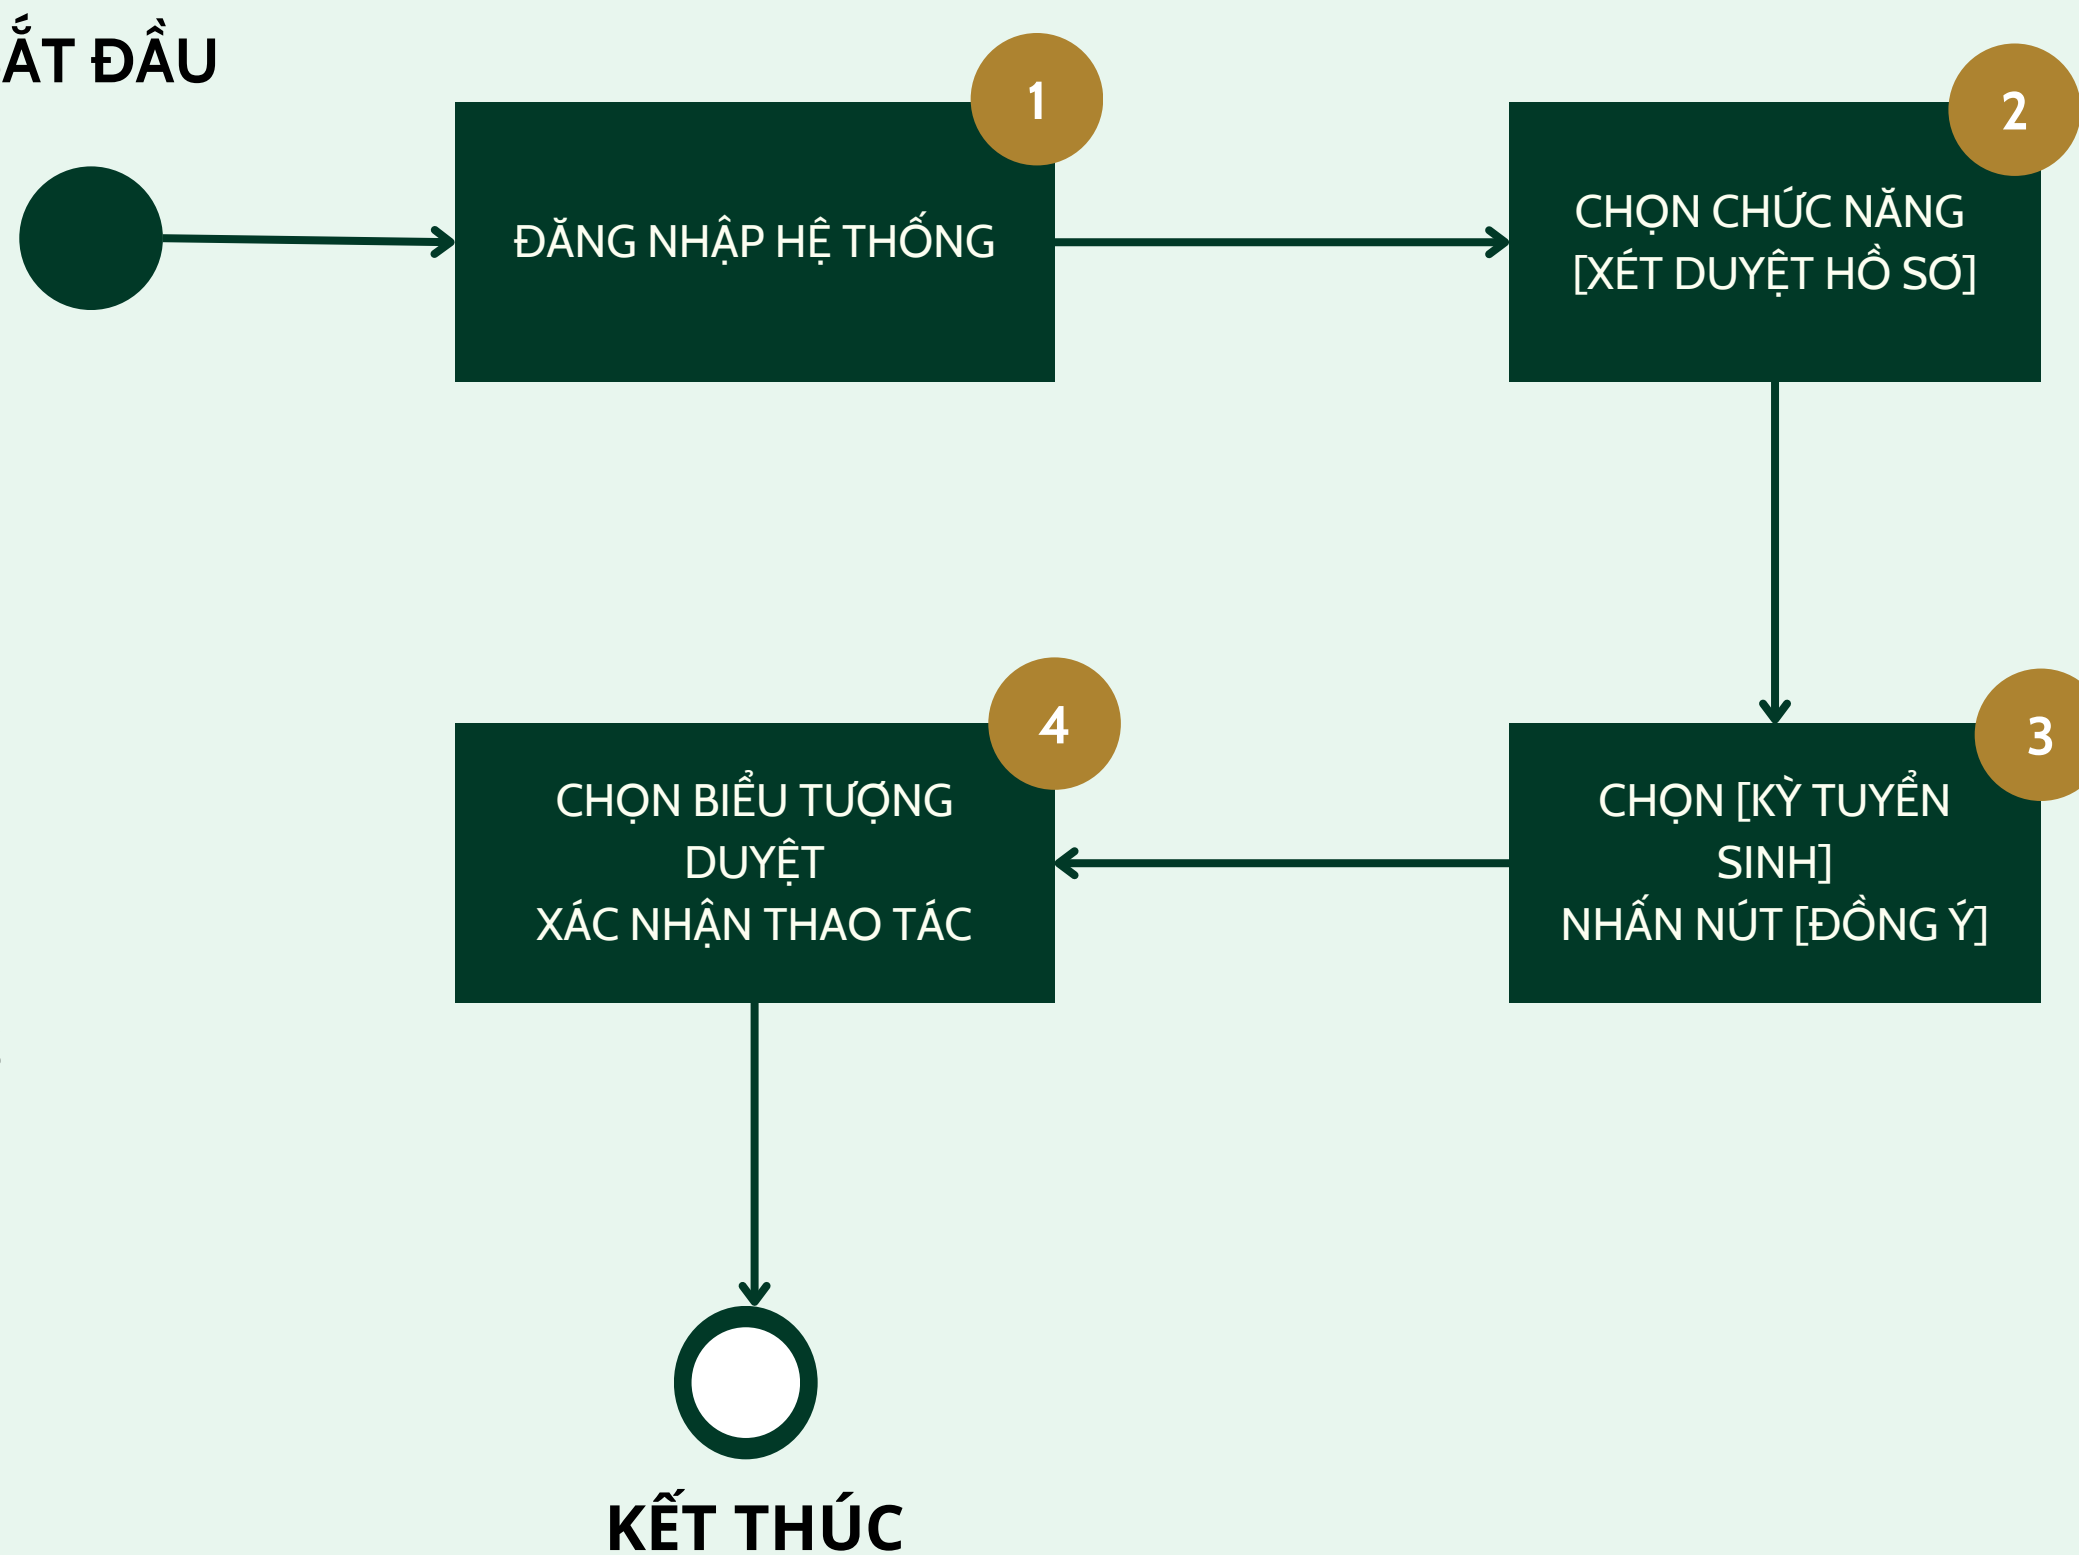 ẮT ĐẦU
1
ĐĂNG NHẬP HỆ THỐNG
2
CHỌN CHỨC NĂNG
[XÉT DUYỆT HỒ SƠ]
3
CHỌN [KỲ TUYỂN
SINH]
NHẤN NÚT [ĐỒNG Ý]
4
CHỌN BIỂU TƯỢNG
DUYỆT
XÁC NHẬN THAO TÁC
KẾT THÚC